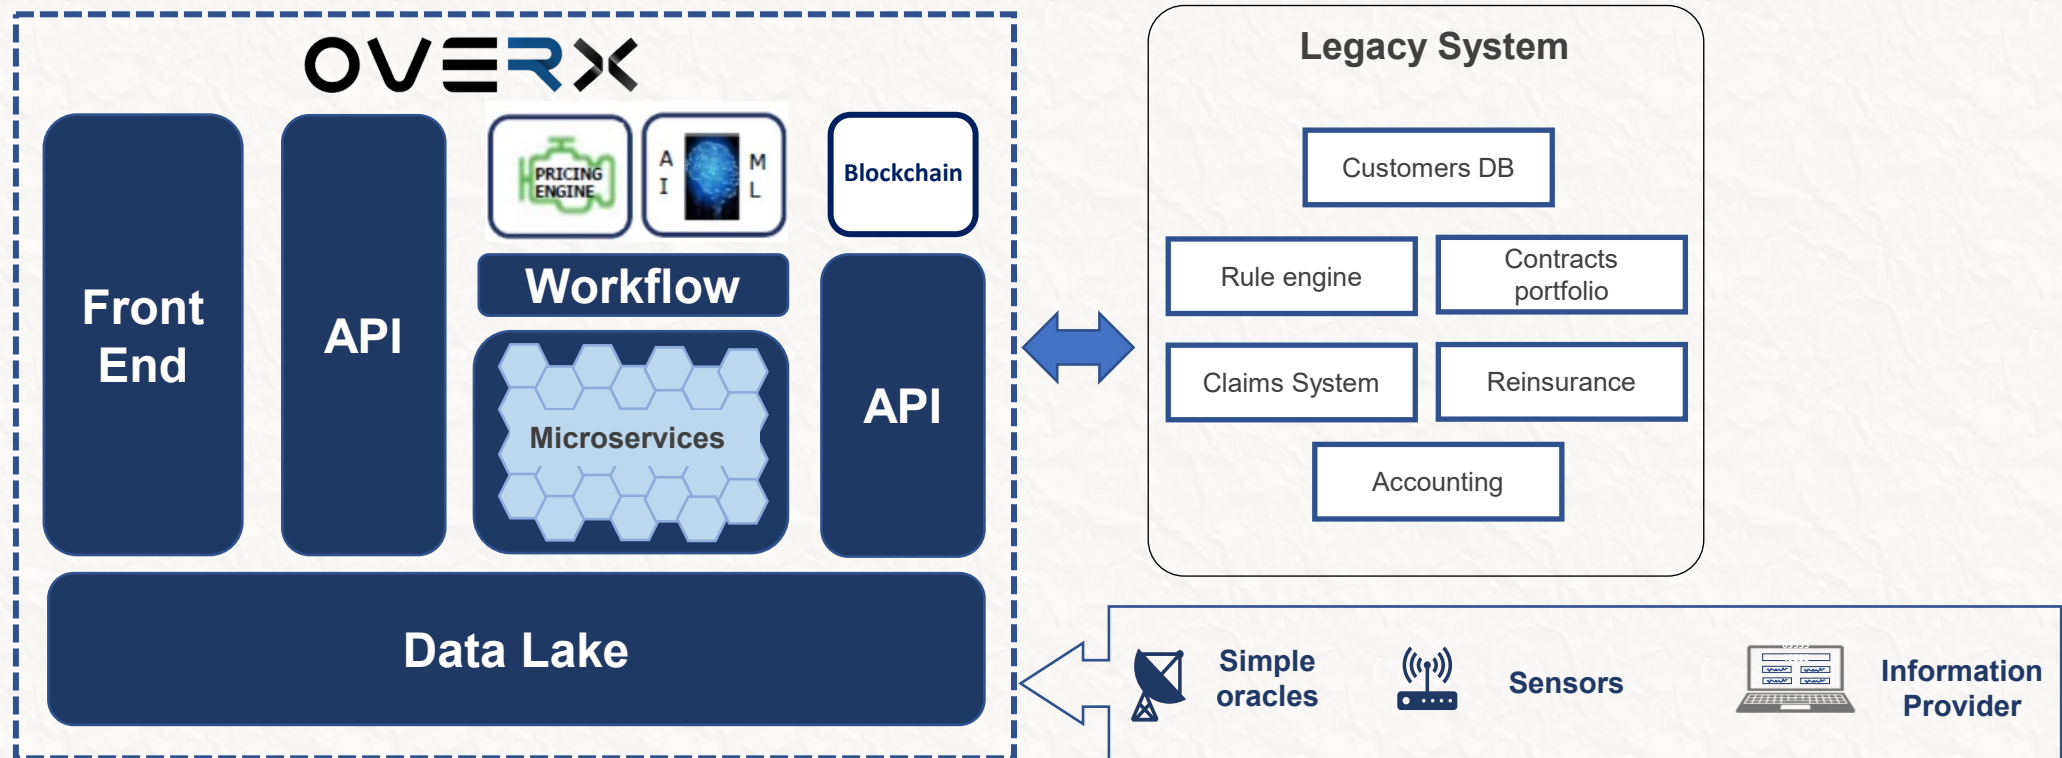 OVERX
Front
End
API
PRICING
ENGINE
A
I
M
L
Blockchain
Workflow
Microservices
API
Data Lake
Legacy System
Customers DB
Rule engine
Contracts
portfolio
Claims System
Reinsurance
Accounting
Simple
oracles
Sensors
Information
Provider